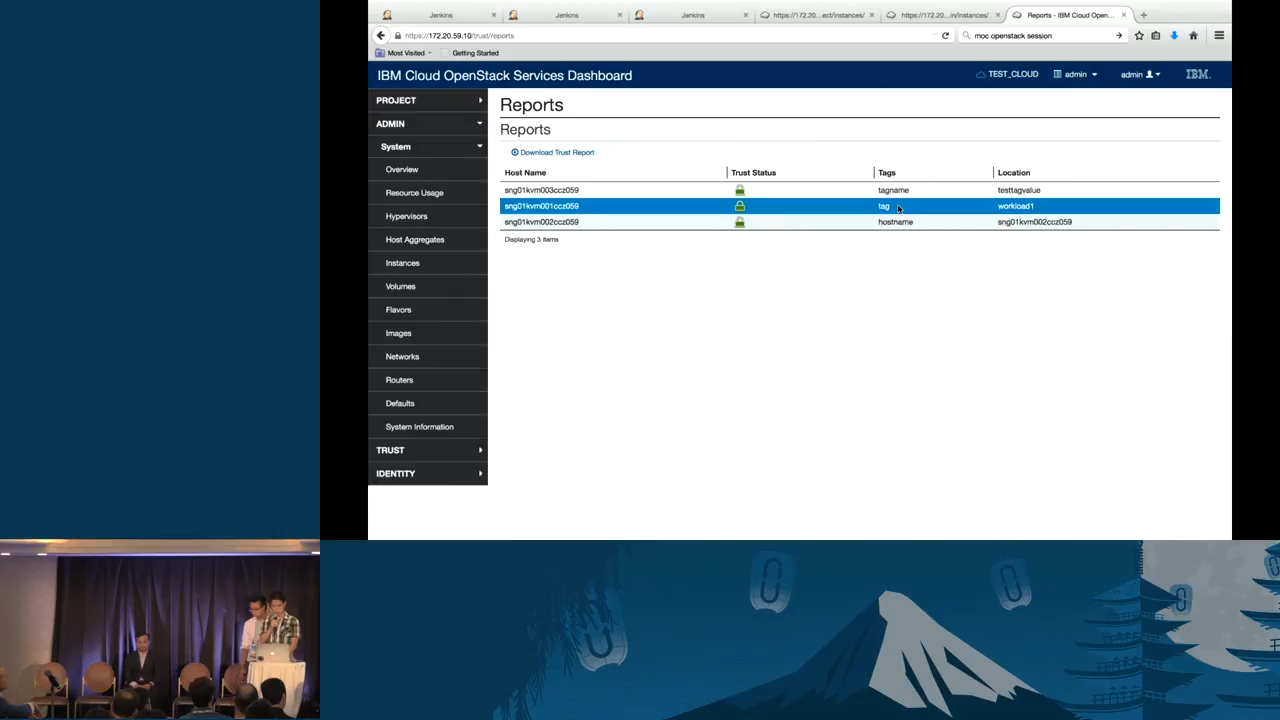 Jenkins
Jenkins
Jenkins
https://172.20...ect/instances/
https://172.20...in/instances/
Reports - IBM Cloud Open...
https://172.20.59.10/trust/reports
moc openstack session
Most Visited
Getting Started
IBM Cloud OpenStack Services Dashboard
TEST_CLOUD
admin
admin
IBM.
PROJECT
ADMIN
System
Overview
Resource Usage
Hypervisors
Host Aggregates
Instances
Volumes
Flavors
Images
Networks
Routers
Defaults
System Information
TRUST
IDENTITY
Reports
Reports
Download Trust Report
Host Name Trust Status Tags Location
sng01kvm003ccz059 tagname testtagvalue
sng01kvm001ccz059 tag workload1
sng01kvm002ccz059 hostname sng01kvm002ccz059
Displaying 3 items